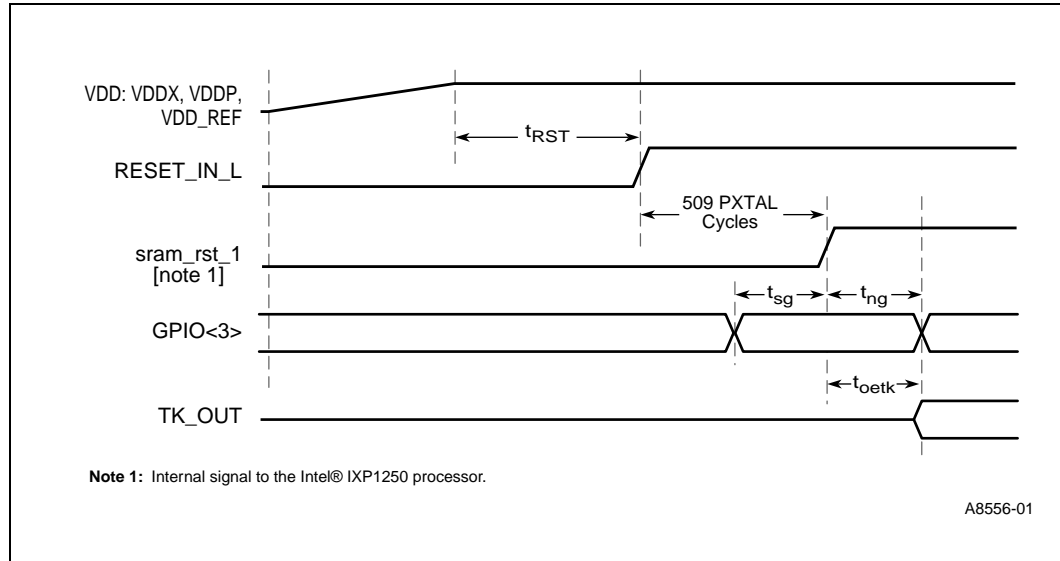 VDD: VDDX, VDDP,
VDD_REF
tRST
RESET_IN_L
509 PXTAL
Cycles
sram_rst_1
[note 1]
tsg
tng
GPIO<3>
toetk
TK_OUT
Note 1: Internal signal to the Intel® IXP1250 processor.
A8556-01